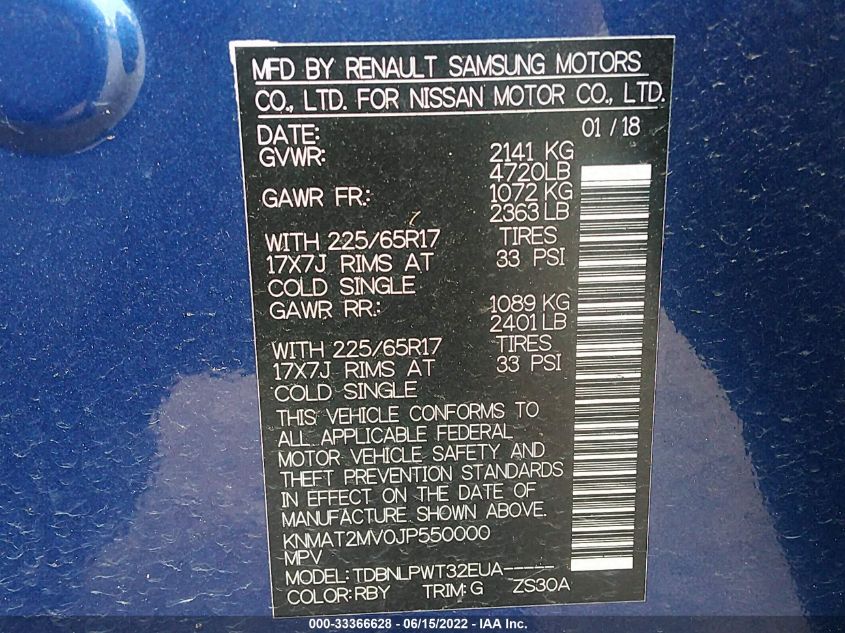 MFD BY RENAULT SAMSUNG MOTORS
CO., LTD. FOR NISSAN MOTOR CO., LTD.
DATE: 01 / 18
GVWR: 2141 KG
4720LB
GAWR FR.: 1072 KG
2363 LB
WITH 225/65R17 TIRES
17X7J RIMS AT 33 PSI
COLD SINGLE
GAWR RR.: 1089 KG
2401 LB
WITH 225/65R17 TIRES
17X7J RIMS AT 33 PSI
COLD SINGLE
THIS VEHICLE CONFORMS TO
ALL APPLICABLE FEDERAL
MOTOR VEHICLE SAFETY AND
THEFT PREVENTION STANDARDS
IN EFFECT ON THE DATE OF
MANUFACTURE SHOWN ABOVE.
KNMAT2MV0JP550000
MPV
MODEL: TDBNLPWT32EUA-----
COLOR: RBY TRIM: G ZS30A
000-33366628 - 06/15/2022 - IAA Inc.